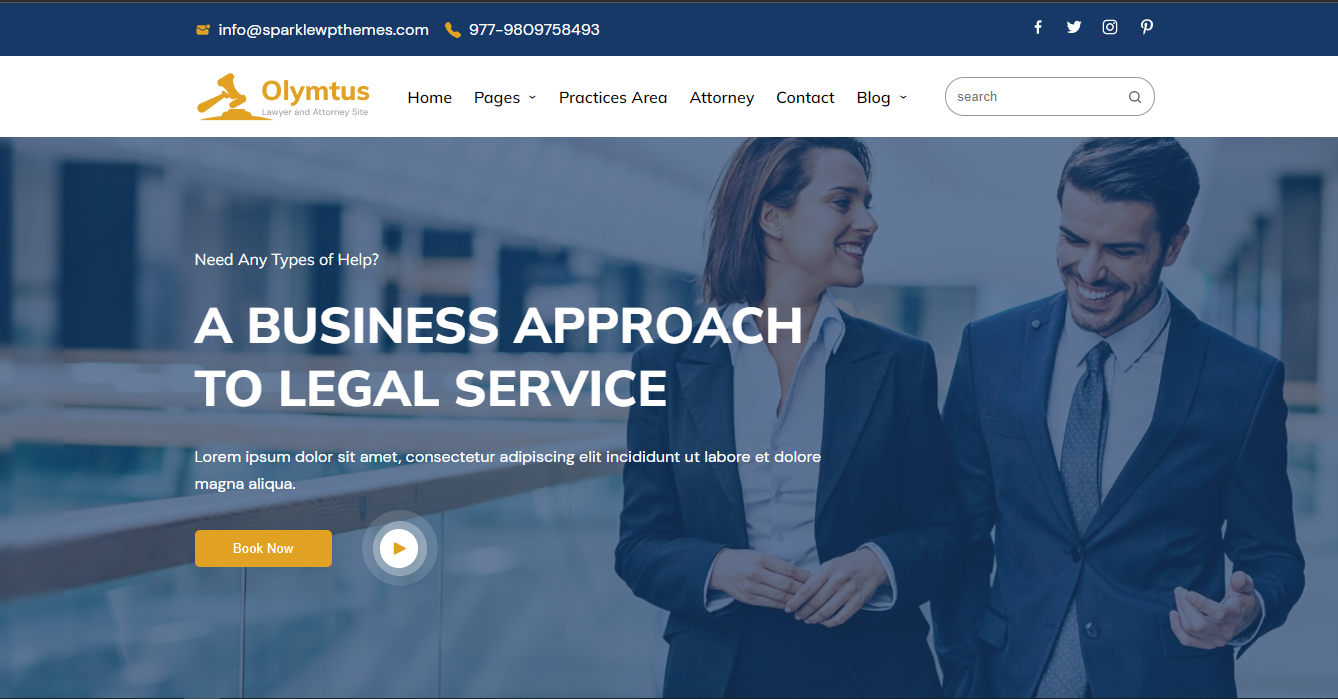 info@sparklewpthemes.com 977-9809758493
Olymtus
Lawyer and Attorney Site
Home Pages Practices Area Attorney Contact Blog search
Need Any Types of Help?
A BUSINESS APPROACH
TO LEGAL SERVICE
Lorem ipsum dolor sit amet, consectetur adipiscing elit incididunt ut labore et dolore
magna aliqua.
Book Now